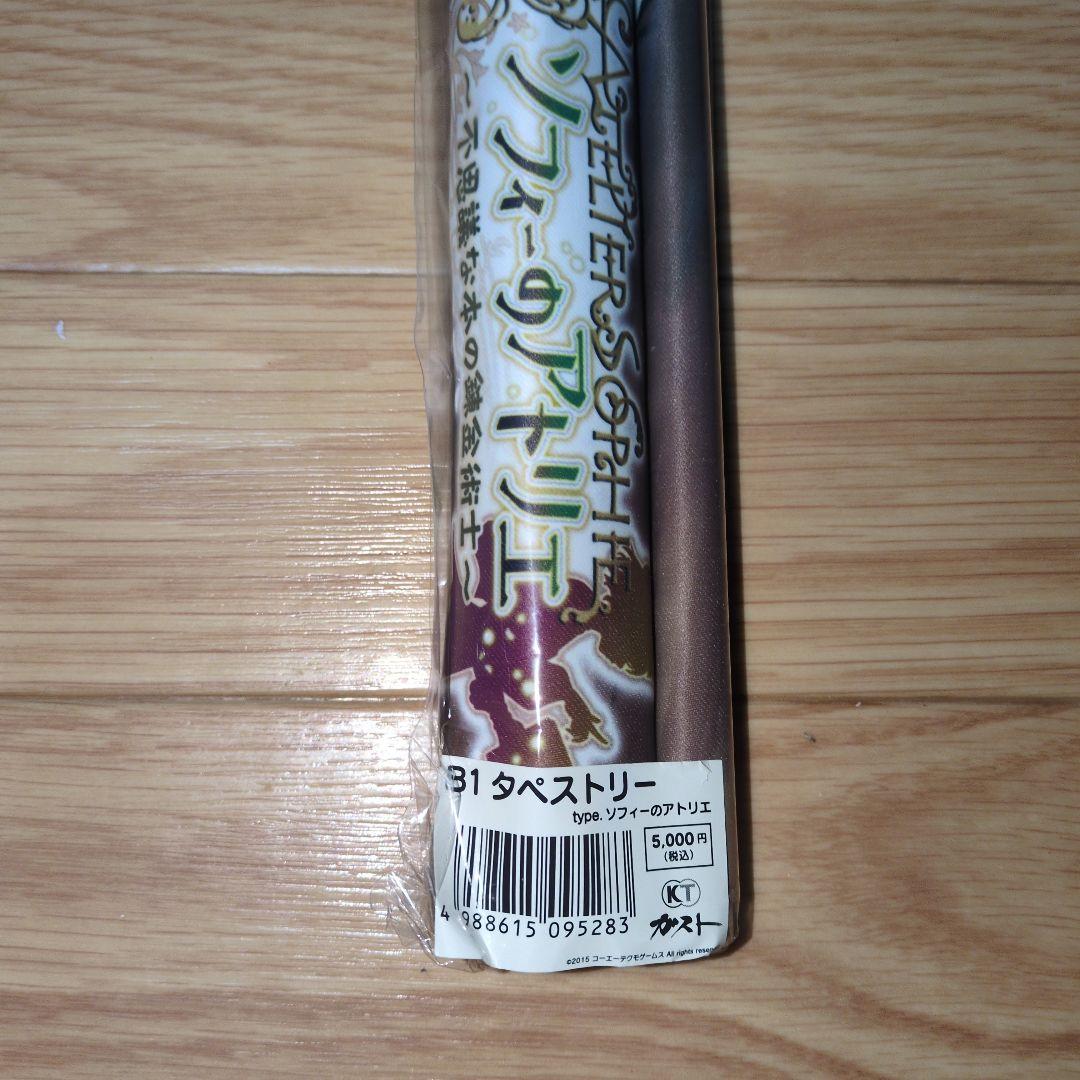 ATELIER SOPHIE
ソフィーのアトリエ
～不思議な本の錬金術士～
B1 タペストリー
type. ソフィーのアトリエ
5,000円
(税込)
4 988615 095283
KT
ガスト
©2015 コーエーテクモゲームス All rights reser